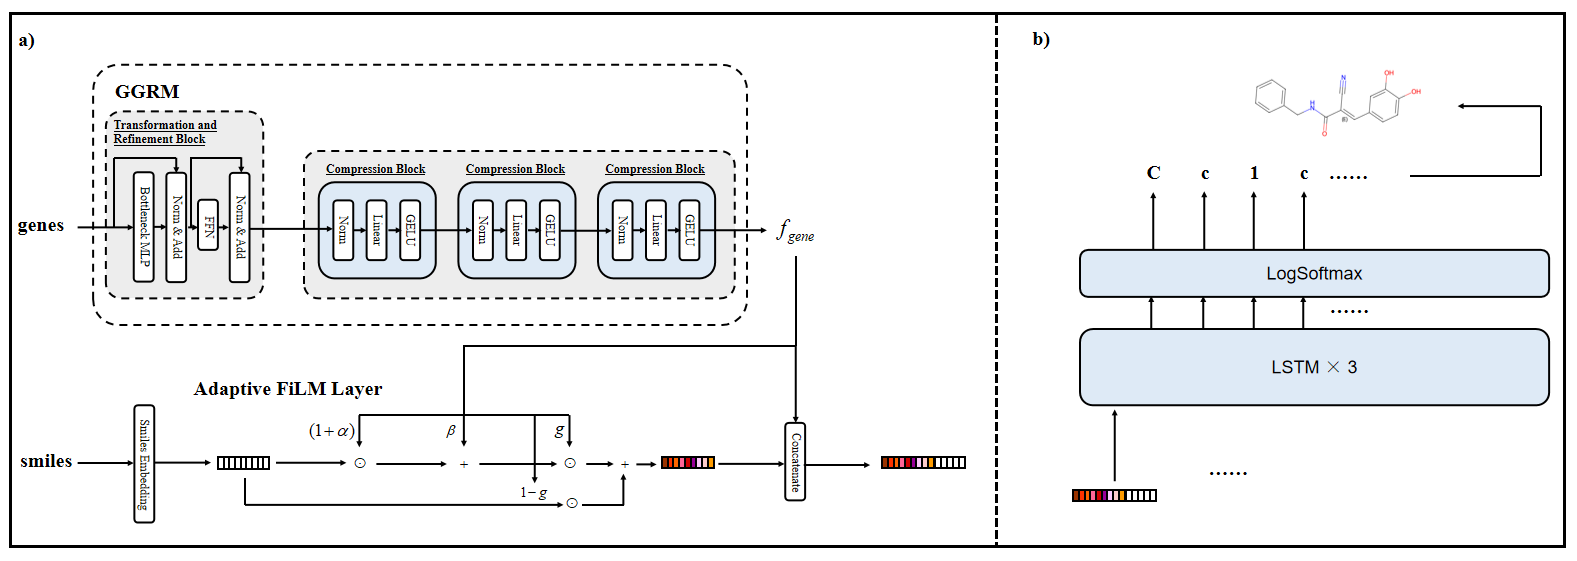 a)
GGRM
Transformation and
Refinement Block
Compression Block
Compression Block
Compression Block
genes
Bottleneck MLP
Norm & Add
FFN
Norm & Add
Norm
Linear
GELU
Norm
Linear
GELU
Norm
Linear
GELU
f_gene
Adaptive FiLM Layer
smiles
Smiles Embedding
(1+α)
β
g
⊙
+
⊙
+
1-g
⊙
Concatenate
b)
N
OH
OH
H
N
O
(E)
C c 1 c ……
LogSoftmax
……
LSTM × 3
……